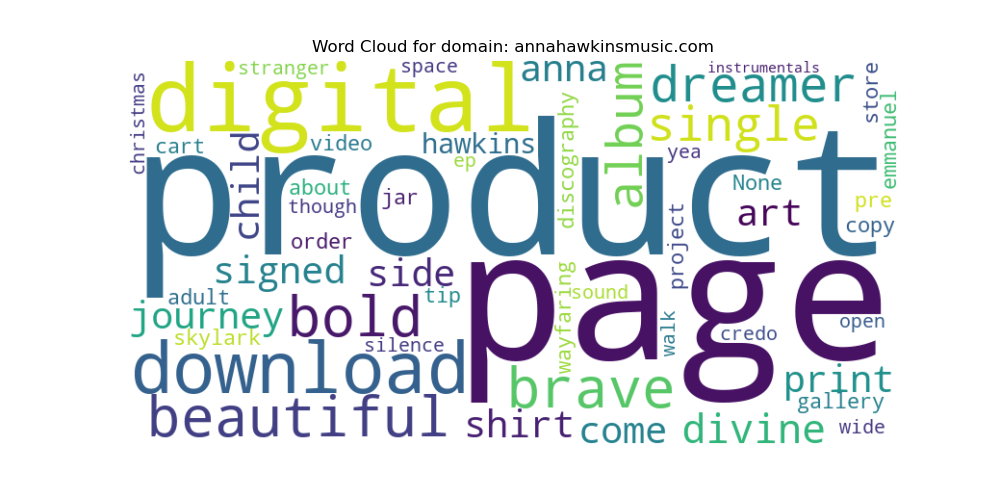 Word Cloud for domain: annahawkinsmusic.com
christmas
stranger
space
anna
instrumentals
digital
album
dreamer
store
single
emmanuel
cart
child
video
hawkins
ep
discography
yea
product
about
though
jar
None
art
pre
copy
order
project
signed
side
page
adult
tip
sound
wayfaring
journey
bold
walk
credo
open
skylark
silence
download
brave
print
gallery
beautiful
shirt
come
divine
wide